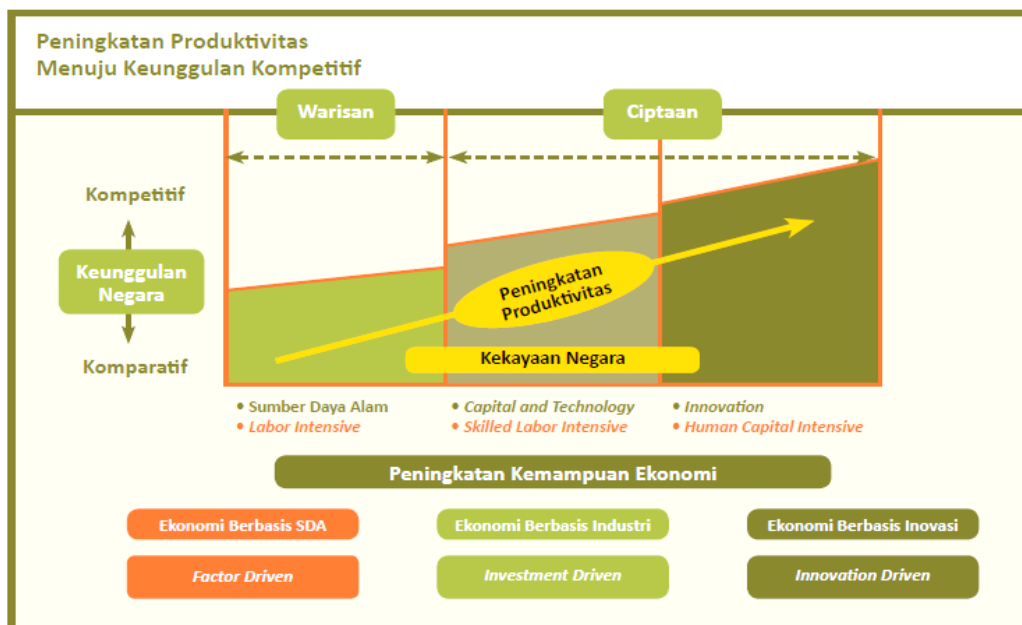 Peningkatan Produktivitas
Menuju Keunggulan Kompetitif
Warisan
Ciptaan
Kompetitif
Keunggulan
Negara
Komparatif
Peningkatan
Produktivitas
Kekayaan Negara
• Sumber Daya Alam
• Labor Intensive
• Capital and Technology
• Skilled Labor Intensive
• Innovation
• Human Capital Intensive
Peningkatan Kemampuan Ekonomi
Ekonomi Berbasis SDA
Ekonomi Berbasis Industri
Ekonomi Berbasis Inovasi
Factor Driven
Investment Driven
Innovation Driven